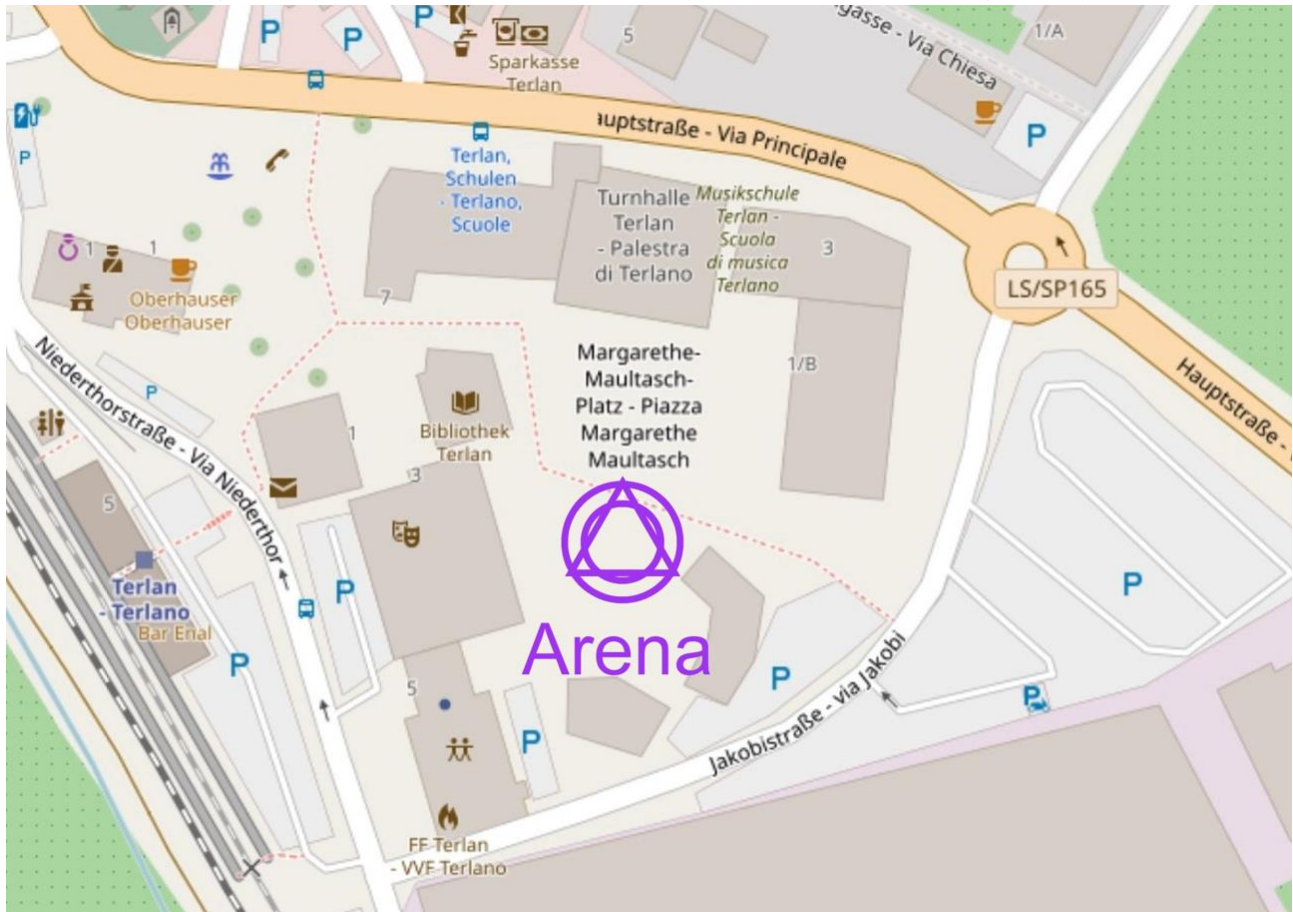 P
P
P
5
1/A
Sparkasse
Terlan
gasse - Via Chiesa
P
auptstraße - Via Principale
P
Terlan,
Schulen
- Terlano,
Scuole
Turnhalle
Terlan
- Palestra
di Terlano
Musikschule
Terlan -
Scuola
di musica
Terlano
3
1
1
Oberhauser
Oberhauser
7
LS/SP165
Hauptstraße -
Niederthorstraße - Via Niederthor
P
Margarethe-
Maultasch-
Platz - Piazza
Margarethe
Maultasch
1/B
Bibliothek
Terlan
1
3
5
Terlan
- Terlano
Bar Enal
P
P
Arena
P
P
5
P
P
Jakobistraße - via Jakobi
FF Terlan
- VVF Terlano